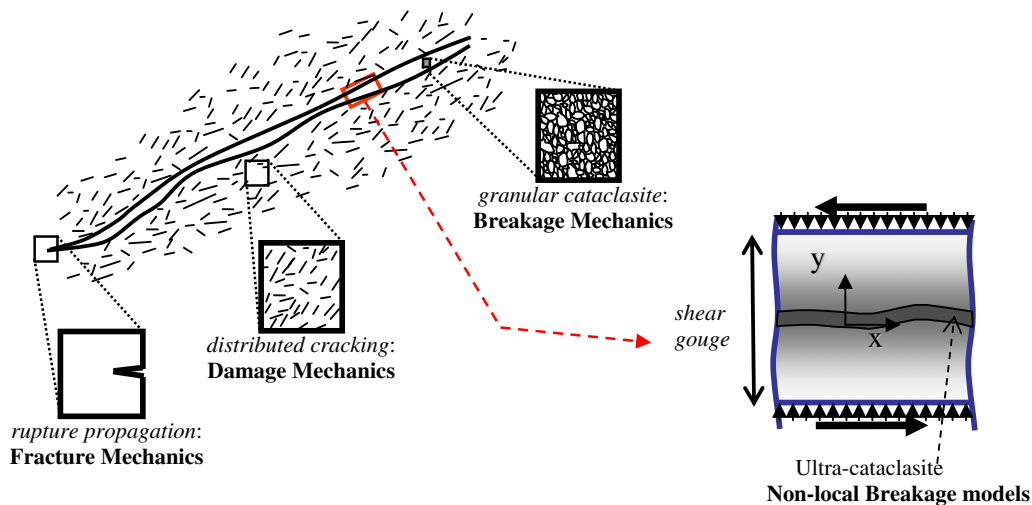 granular cataclasite:
Breakage Mechanics
distributed cracking:
Damage Mechanics
rupture propagation:
Fracture Mechanics
shear
gouge
y
x
Ultra-cataclasite
Non-local Breakage models